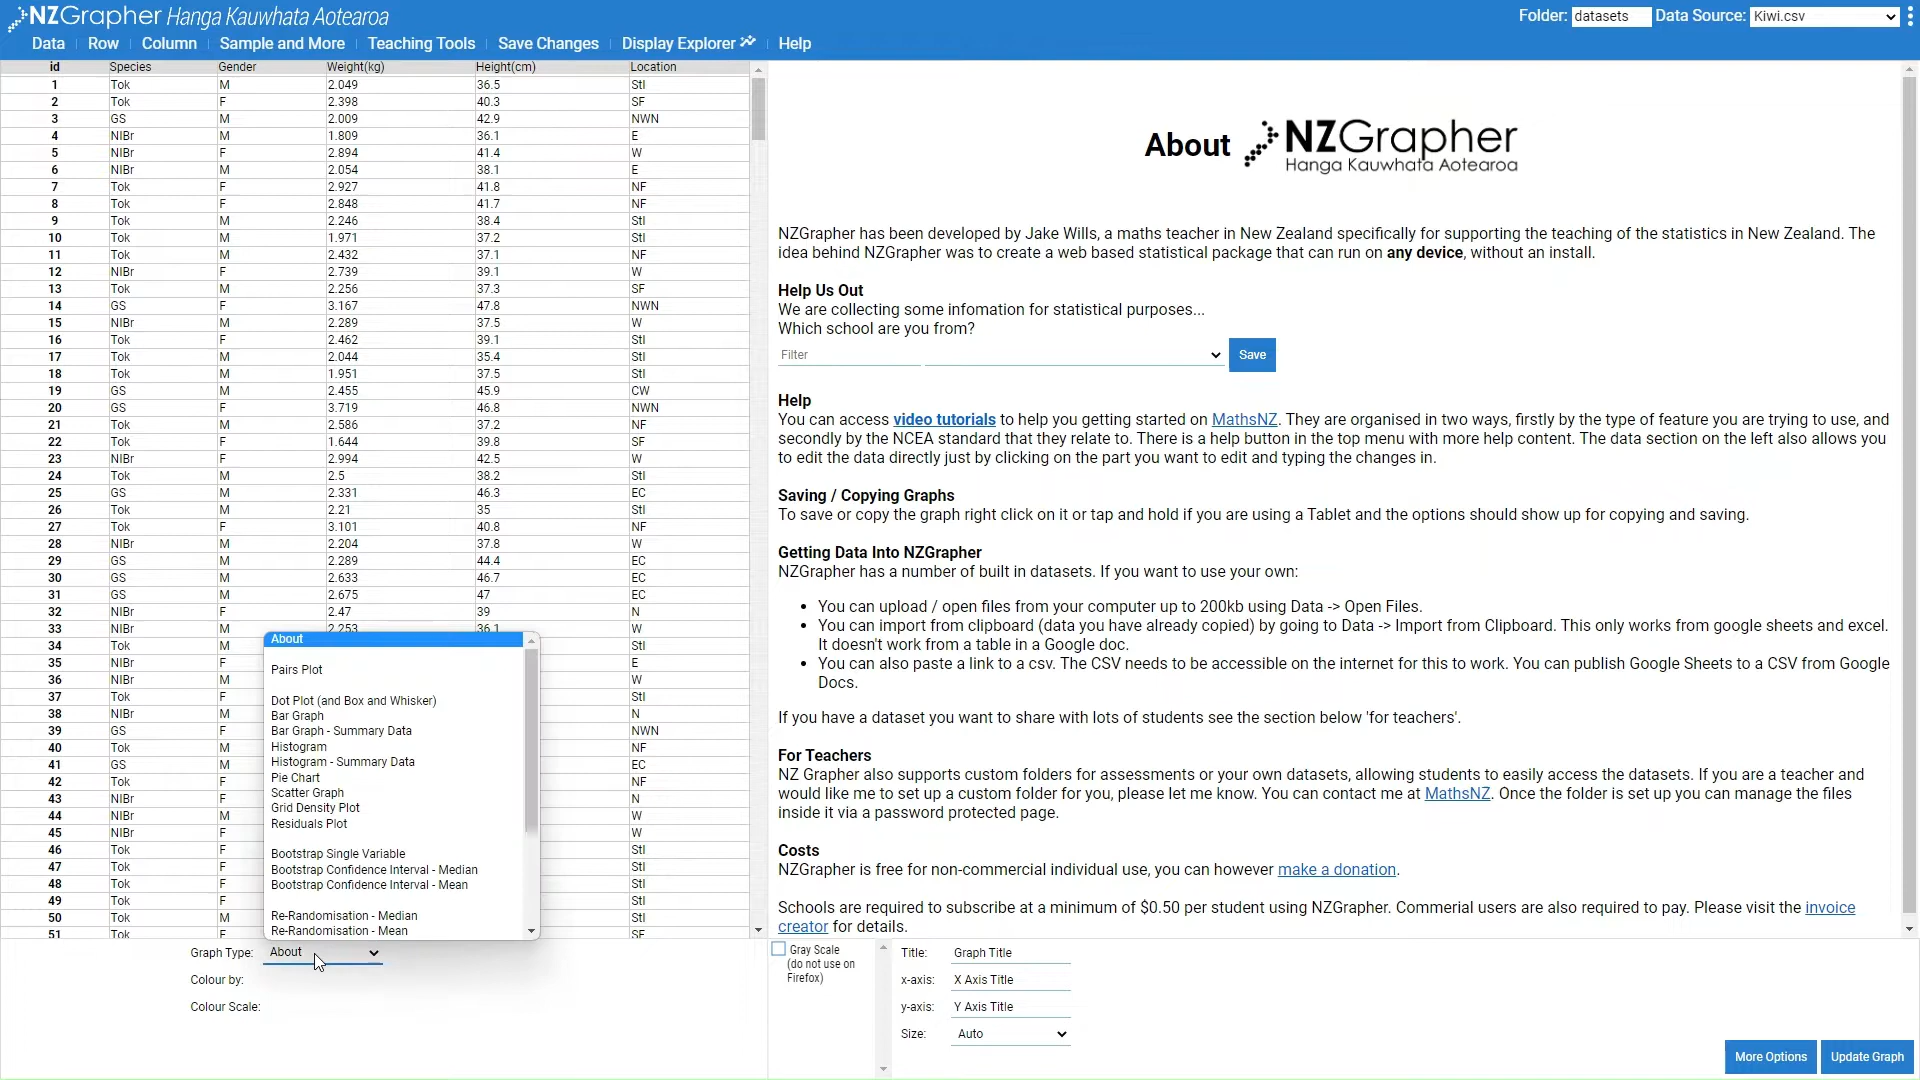 NZGrapher Hanga Kauwhata Aotearoa
Folder: datasets Data Source: Kiwi.csv
Data Row Column Sample and More Teaching Tools Save Changes Display Explorer Help
id Species Gender Weight(kg) Height(cm) Location
1 Tok M 2.049 36.5 StI
2 Tok F 2.398 40.3 SF
3 GS M 2.009 42.9 NWN
4 NIBr M 1.809 36.1 E
5 NIBr F 2.894 41.4 W
6 NIBr M 2.054 38.1 E
7 Tok F 2.927 41.8 NF
8 Tok F 2.848 41.7 NF
9 Tok M 2.246 38.4 StI
10 Tok M 1.971 37.2 StI
11 Tok M 2.432 37.1 NF
12 NIBr F 2.739 39.1 W
13 Tok M 2.256 37.3 SF
14 GS F 3.167 47.8 NWN
15 NIBr M 2.289 37.5 W
16 Tok F 2.462 39.1 StI
17 Tok M 2.044 35.4 StI
18 Tok M 1.951 37.5 StI
19 GS M 2.455 45.9 CW
20 GS F 3.719 46.8 NWN
21 Tok M 2.586 37.2 NF
22 Tok F 1.644 39.8 SF
23 NIBr F 2.994 42.5 W
24 Tok M 2.5 38.2 StI
25 GS M 2.331 46.3 EC
26 Tok M 2.21 35 StI
27 Tok F 3.101 40.8 NF
28 NIBr M 2.204 37.8 W
29 GS M 2.289 44.4 EC
30 GS M 2.633 46.7 EC
31 GS M 2.675 47 EC
32 NIBr F 2.47 39 N
33 NIBr M 2.253 36.1 W
34 Tok M StI
35 NIBr F E
36 NIBr M W
37 Tok F StI
38 NIBr M N
39 GS F NWN
40 Tok M NF
41 GS M EC
42 Tok F NF
43 NIBr F N
44 NIBr M W
45 NIBr F W
46 Tok F StI
47 Tok F StI
48 Tok F StI
49 Tok F StI
50 Tok M StI
51 Tok F SF
About
Pairs Plot
Dot Plot (and Box and Whisker)
Bar Graph
Bar Graph - Summary Data
Histogram
Histogram - Summary Data
Pie Chart
Scatter Graph
Grid Density Plot
Residuals Plot
Bootstrap Single Variable
Bootstrap Confidence Interval - Median
Bootstrap Confidence Interval - Mean
Re-Randomisation - Median
Re-Randomisation - Mean
Graph Type: About
Colour by:
Colour Scale:
About NZGrapher
Hanga Kauwhata Aotearoa
NZGrapher has been developed by Jake Wills, a maths teacher in New Zealand specifically for supporting the teaching of the statistics in New Zealand. The
idea behind NZGrapher was to create a web based statistical package that can run on any device, without an install.
Help Us Out
We are collecting some infomation for statistical purposes...
Which school are you from?
Filter Save
Help
You can access video tutorials to help you getting started on MathsNZ. They are organised in two ways, firstly by the type of feature you are trying to use, and
secondly by the NCEA standard that they relate to. There is a help button in the top menu with more help content. The data section on the left also allows you
to edit the data directly just by clicking on the part you want to edit and typing the changes in.
Saving / Copying Graphs
To save or copy the graph right click on it or tap and hold if you are using a Tablet and the options should show up for copying and saving.
Getting Data Into NZGrapher
NZGrapher has a number of built in datasets. If you want to use your own:
• You can upload / open files from your computer up to 200kb using Data -> Open Files.
• You can import from clipboard (data you have already copied) by going to Data -> Import from Clipboard. This only works from google sheets and excel.
It doesn't work from a table in a Google doc.
• You can also paste a link to a csv. The CSV needs to be accessible on the internet for this to work. You can publish Google Sheets to a CSV from Google
Docs.
If you have a dataset you want to share with lots of students see the section below 'for teachers'.
For Teachers
NZ Grapher also supports custom folders for assessments or your own datasets, allowing students to easily access the datasets. If you are a teacher and
would like me to set up a custom folder for you, please let me know. You can contact me at MathsNZ. Once the folder is set up you can manage the files
inside it via a password protected page.
Costs
NZGrapher is free for non-commercial individual use, you can however make a donation.
Schools are required to subscribe at a minimum of $0.50 per student using NZGrapher. Commerial users are also required to pay. Please visit the invoice
creator for details.
Gray Scale
(do not use on
Firefox)
Title: Graph Title
x-axis: X Axis Title
y-axis: Y Axis Title
Size: Auto
More Options Update Graph